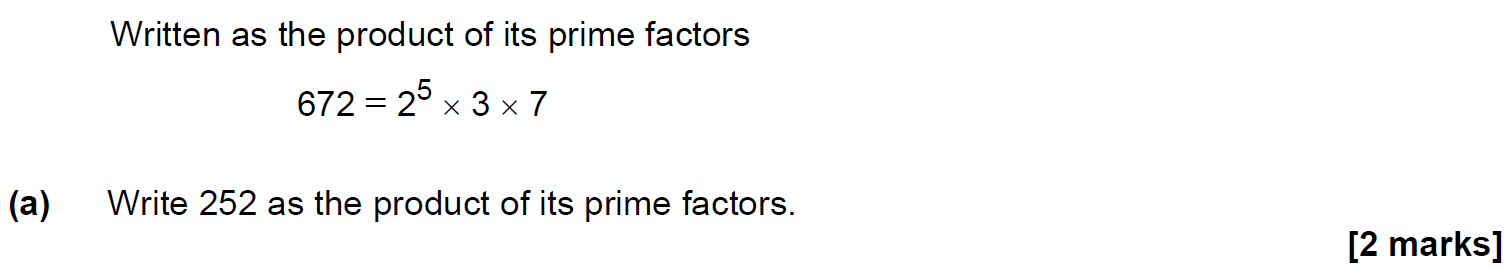 Written as the product of its prime factors
672 = 2⁵ × 3 × 7
(a) Write 252 as the product of its prime factors.
[2 marks]